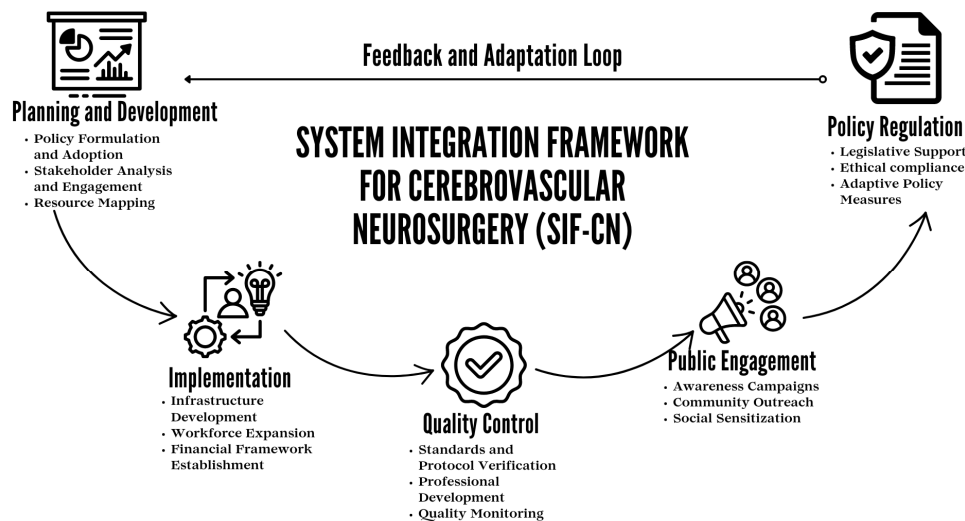 Feedback and Adaptation Loop
SYSTEM INTEGRATION FRAMEWORK
FOR CEREBROVASCULAR
NEUROSURGERY (SIF-CN)
Planning and Development
• Policy Formulation
and Adoption
• Stakeholder Analysis
and Engagement
• Resource Mapping
Implementation
• Infrastructure
Development
• Workforce Expansion
• Financial Framework
Establishment
Quality Control
• Standards and
Protocol Verification
• Professional
Development
• Quality Monitoring
Public Engagement
• Awareness Campaigns
• Community Outreach
• Social Sensitization
Policy Regulation
• Legislative Support
• Ethical compliance
• Adaptive Policy
Measures